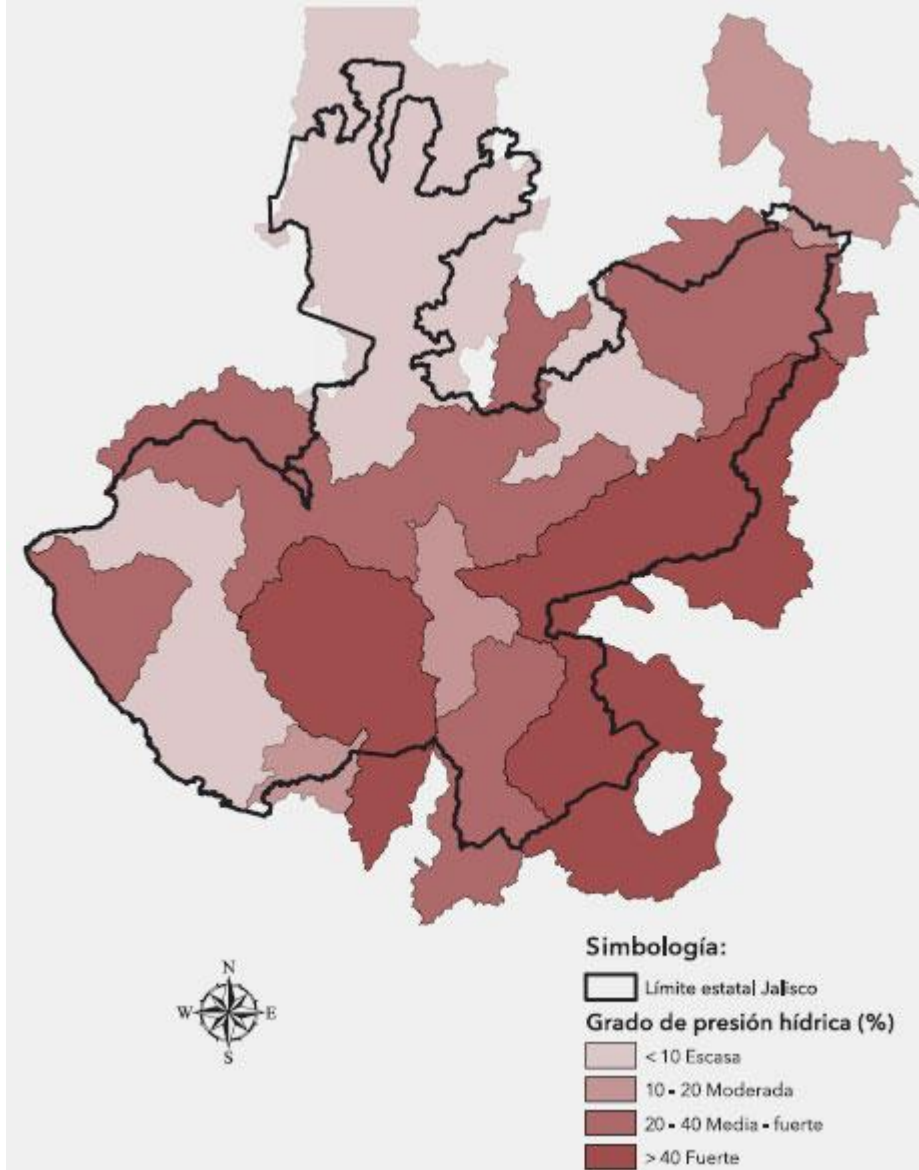 N
W E
S
Simbología:
Límite estatal Jalisco
Grado de presión hídrica (%)
< 10 Escasa
10 - 20 Moderada
20 - 40 Media - fuerte
> 40 Fuerte